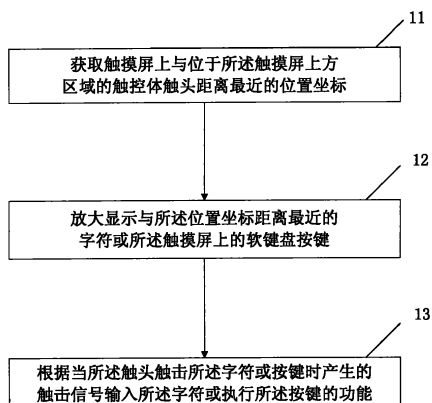 11
获取触摸屏上与位于所述触摸屏上方
区域的触控体触头距离最近的位置坐标
12
放大显示与所述位置坐标距离最近的
字符或所述触摸屏上的软键盘按键
13
根据当所述触头触击所述字符或按键时产生的
触击信号输入所述字符或执行所述按键的功能